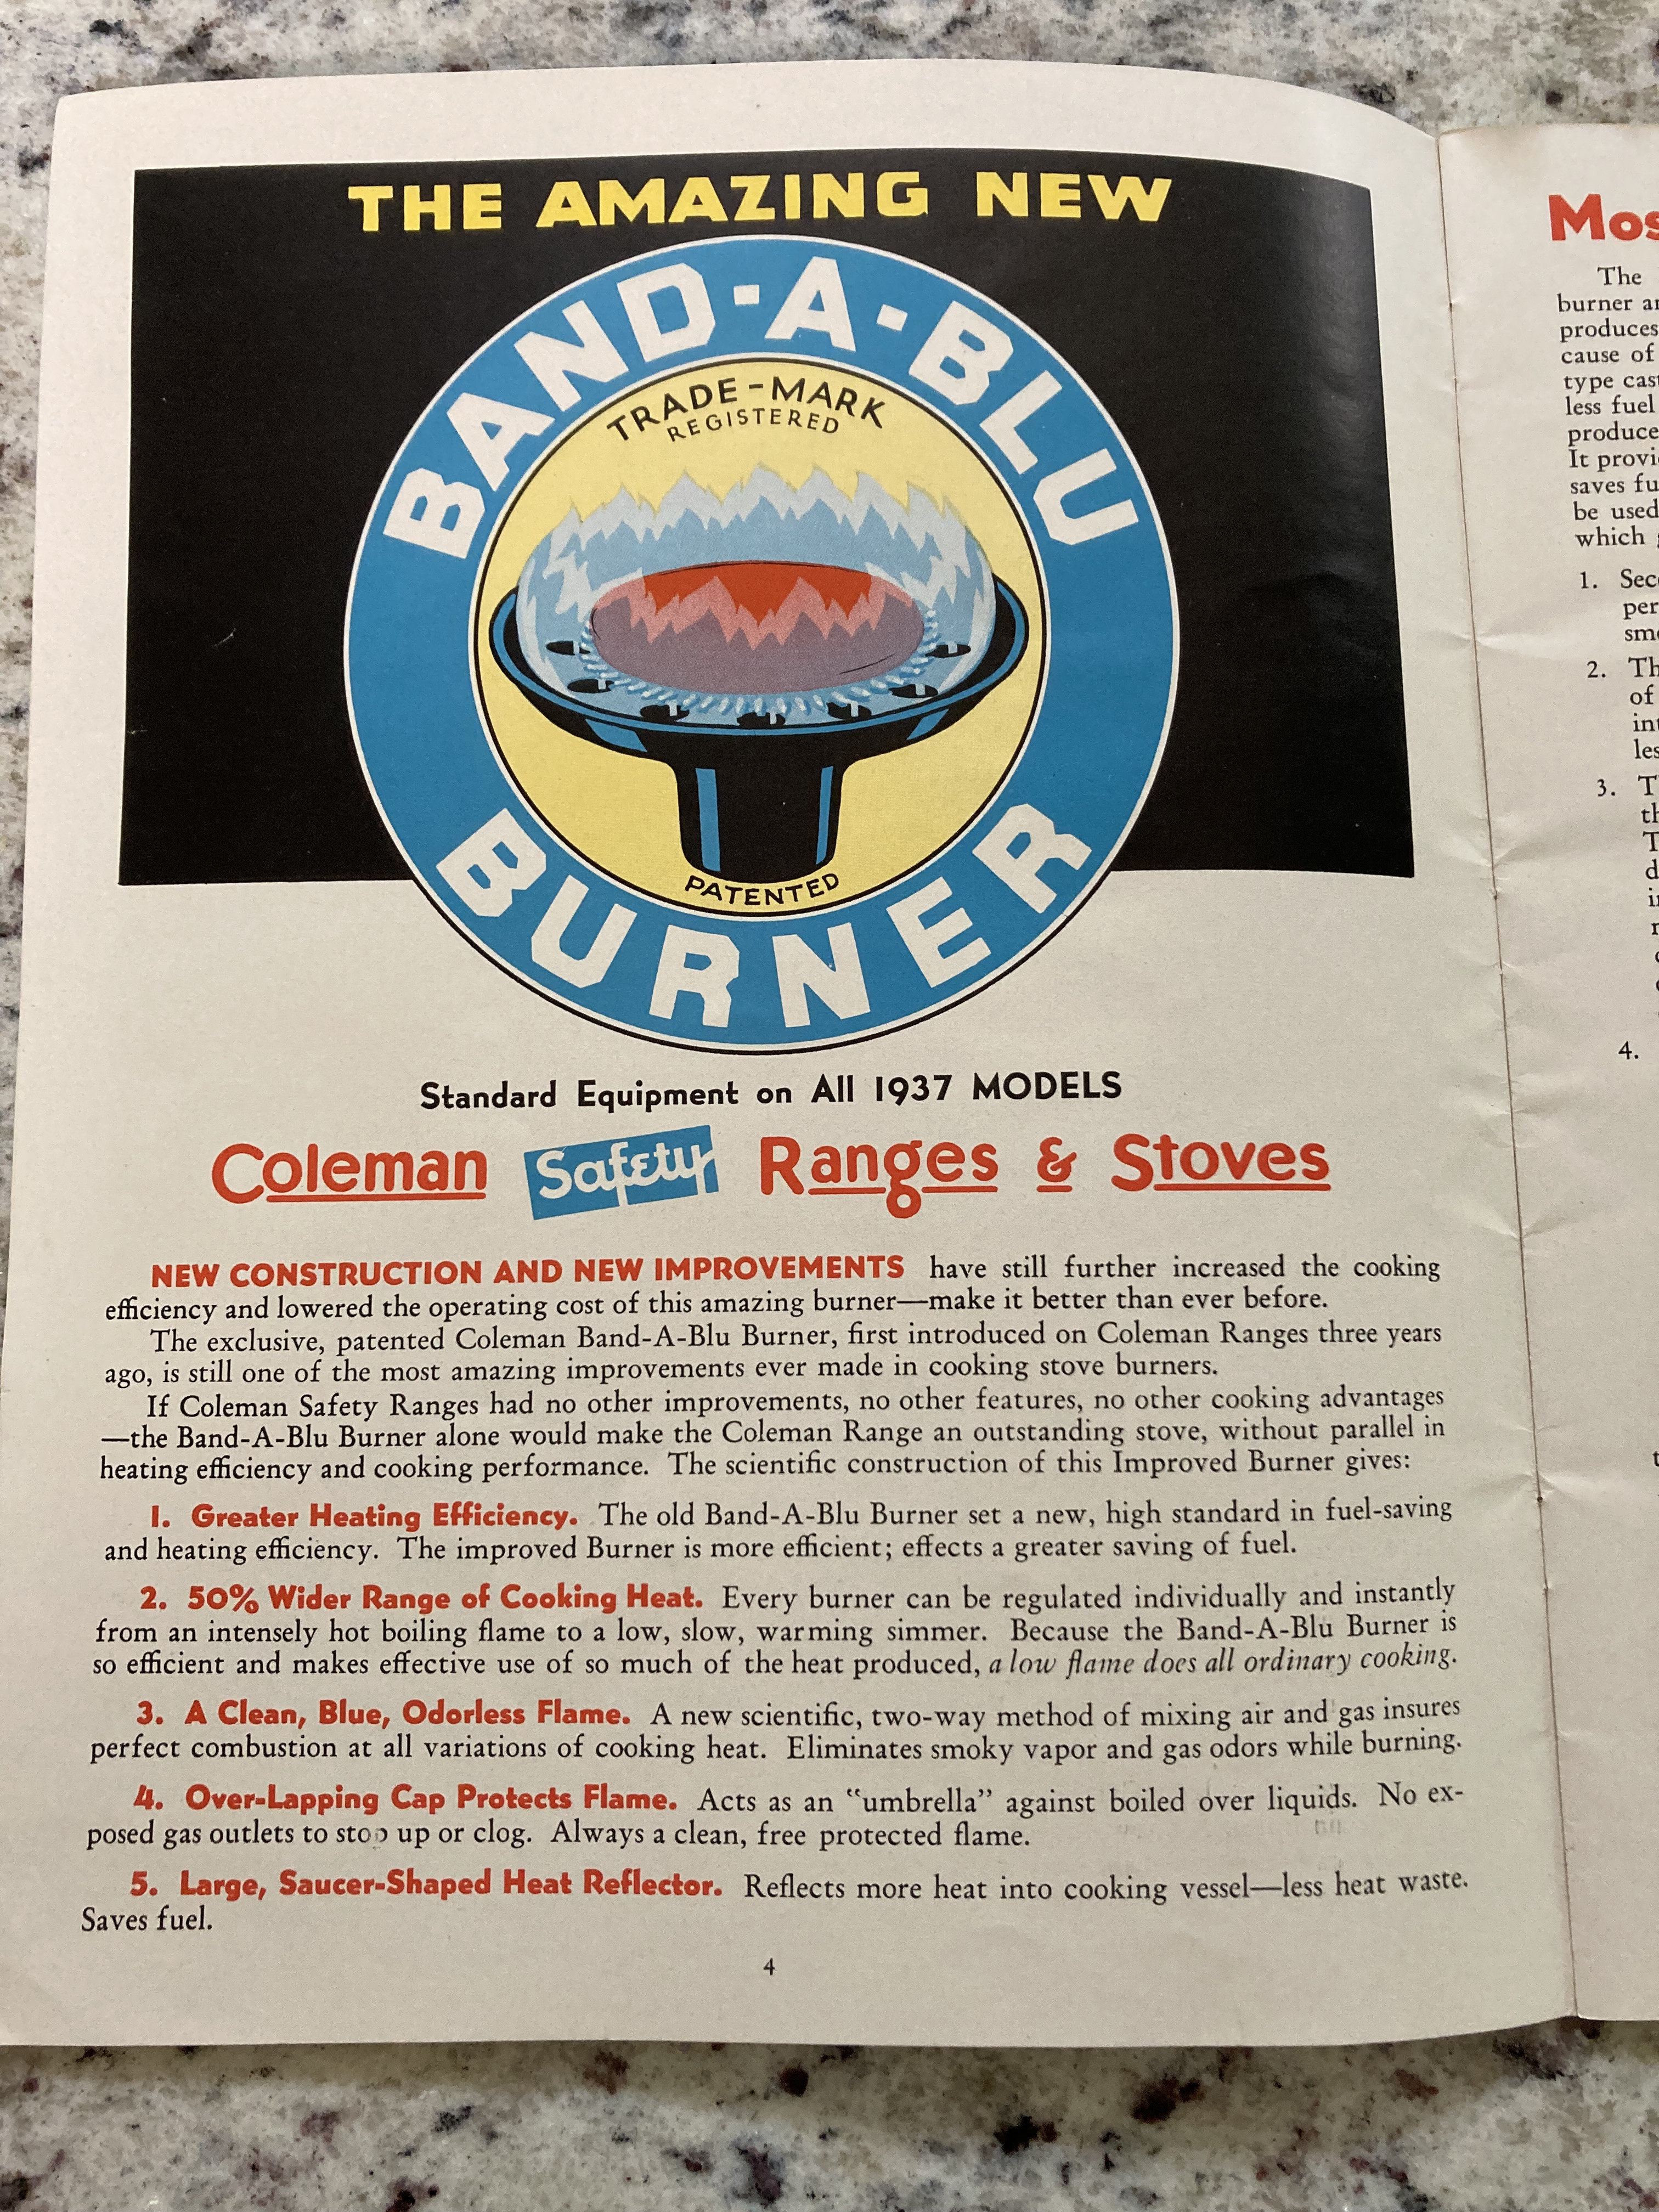 THE AMAZING NEW
BAND-A-BLU
TRADE-MARK
REGISTERED
PATENTED
BURNER
Standard Equipment on All 1937 MODELS
Coleman Safety Ranges & Stoves
NEW CONSTRUCTION AND NEW IMPROVEMENTS have still further increased the cooking
efficiency and lowered the operating cost of this amazing burner—make it better than ever before.
The exclusive, patented Coleman Band-A-Blu Burner, first introduced on Coleman Ranges three years
ago, is still one of the most amazing improvements ever made in cooking stove burners.
If Coleman Safety Ranges had no other improvements, no other features, no other cooking advantages
—the Band-A-Blu Burner alone would make the Coleman Range an outstanding stove, without parallel in
heating efficiency and cooking performance. The scientific construction of this Improved Burner gives:
1. Greater Heating Efficiency. The old Band-A-Blu Burner set a new, high standard in fuel-saving
and heating efficiency. The improved Burner is more efficient; effects a greater saving of fuel.
2. 50% Wider Range of Cooking Heat. Every burner can be regulated individually and instantly
from an intensely hot boiling flame to a low, slow, warming simmer. Because the Band-A-Blu Burner is
so efficient and makes effective use of so much of the heat produced, a low flame does all ordinary cooking.
3. A Clean, Blue, Odorless Flame. A new scientific, two-way method of mixing air and gas insures
perfect combustion at all variations of cooking heat. Eliminates smoky vapor and gas odors while burning.
4. Over-Lapping Cap Protects Flame. Acts as an "umbrella" against boiled over liquids. No ex-
posed gas outlets to stop up or clog. Always a clean, free protected flame.
5. Large, Saucer-Shaped Heat Reflector. Reflects more heat into cooking vessel—less heat waste.
Saves fuel.
4
The
burner
produces
cause of
type
less fuel
produce
It
saves
be used
which
1.
2.
of
3.
4.